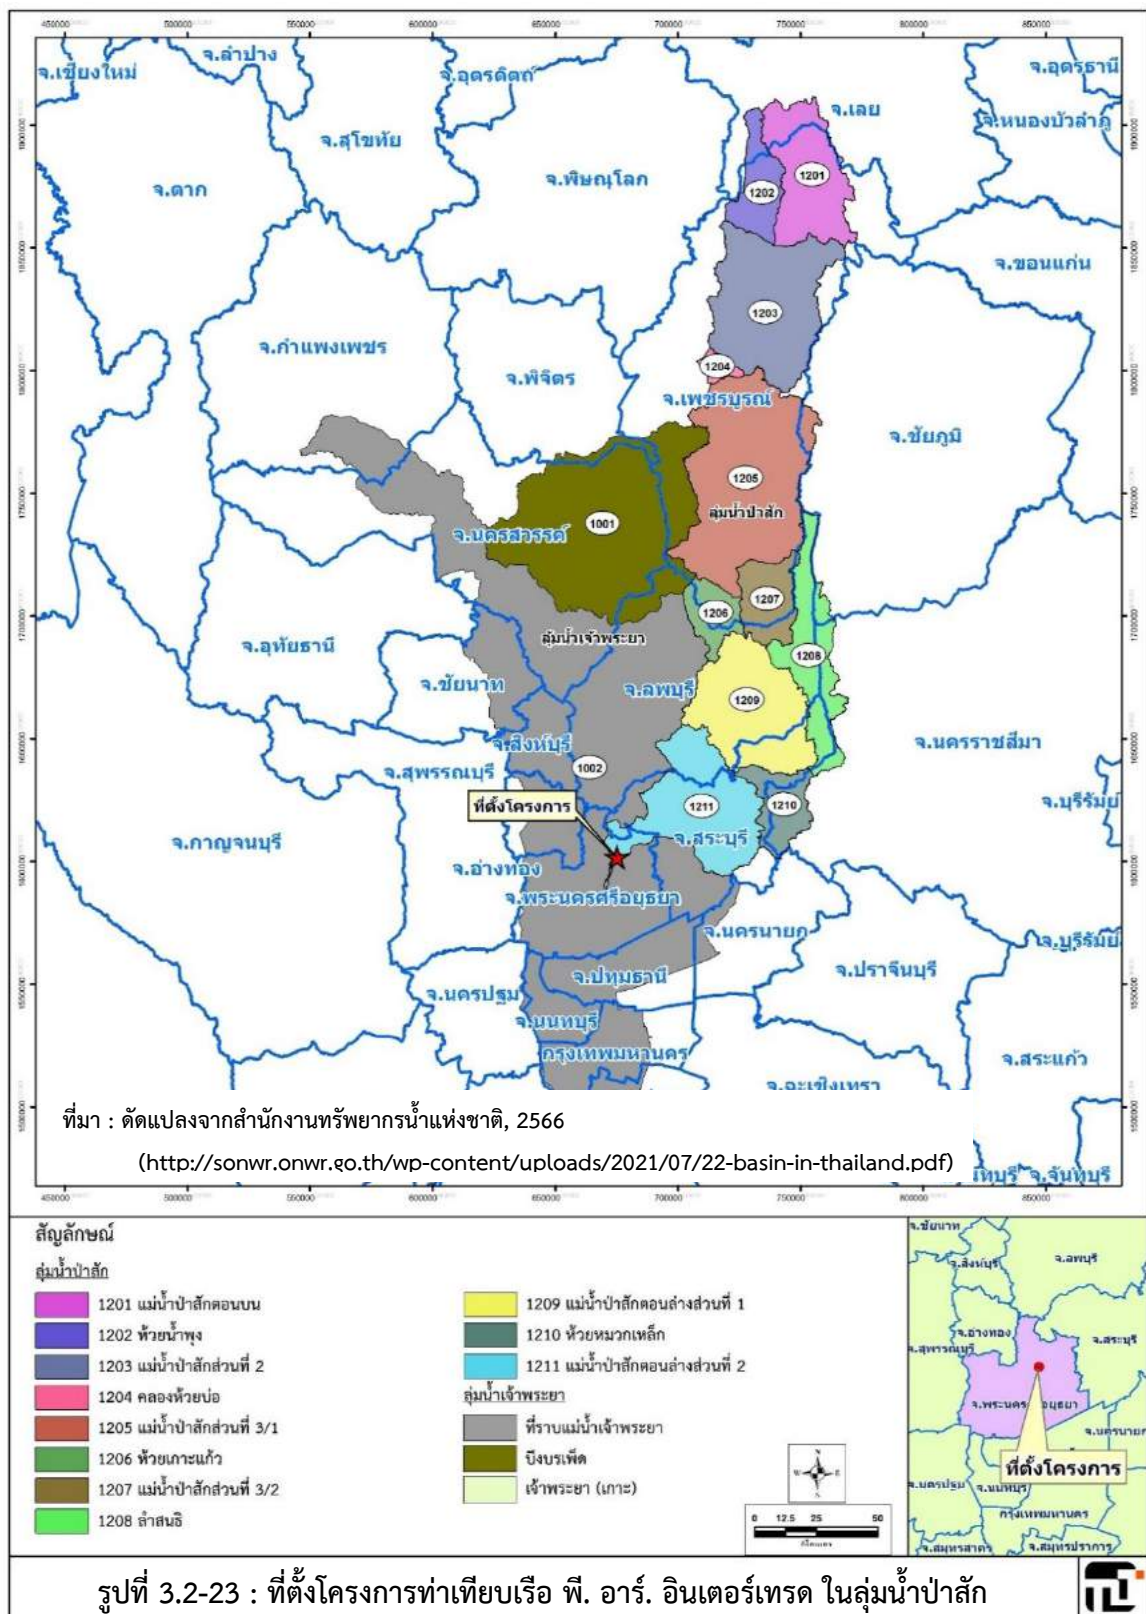 450000 500000 550000 600000 650000 700000 750000 800000 850000
จ.เชียงใหม่
จ.ลำปาง
จ.อุตรดิตถ์
จ.อุดรธานี
จ.เลย
จ.หนองบัวลำภู
จ.สุโขทัย
จ.ตาก
จ.พิษณุโลก
1201
1202
จ.ขอนแก่น
1203
จ.กำแพงเพชร
จ.พิจิตร
1204
จ.เพชรบูรณ์
จ.ชัยภูมิ
1205
ลุ่มน้ำป่าสัก
1001
จ.นครสวรรค์
1207
1206
ลุ่มน้ำเจ้าพระยา
จ.อุทัยธานี
1208
จ.ชัยนาท
จ.ลพบุรี
1209
จ.สิงห์บุรี
จ.นครราชสีมา
1002
จ.สุพรรณบุรี
ที่ตั้งโครงการ
1211
1210
จ.บุรีรัมย์
จ.กาญจนบุรี
จ.สระบุรี
จ.อ่างทอง
จ.พระนครศรีอยุธยา
จ.นครนายก
จ.บุรีรัมย์
จ.ปราจีนบุรี
จ.ปทุมธานี
จ.นครปฐม
จ.นนทบุรี
กรุงเทพมหานคร
จ.สระแก้ว
จ.ฉะเชิงเทรา
ที่มา : ดัดแปลงจากสำนักงานทรัพยากรน้ำแห่งชาติ, 2566
(http://sonwr.onwr.go.th/wp-content/uploads/2021/07/22-basin-in-thailand.pdf)
จ.จันทบุรี
450000 500000 550000 600000 650000 700000 750000 800000 850000
สัญลักษณ์
ลุ่มน้ำป่าสัก
1201 แม่น้ำป่าสักตอนบน
1202 ห้วยน้ำพุง
1203 แม่น้ำป่าสักส่วนที่ 2
1204 คลองห้วยบ่อ
1205 แม่น้ำป่าสักส่วนที่ 3/1
1206 ห้วยเกาะแก้ว
1207 แม่น้ำป่าสักส่วนที่ 3/2
1208 ลำสนธิ
1209 แม่น้ำป่าสักตอนล่างส่วนที่ 1
1210 ห้วยหมวกเหล็ก
1211 แม่น้ำป่าสักตอนล่างส่วนที่ 2
ลุ่มน้ำเจ้าพระยา
ที่ราบแม่น้ำเจ้าพระยา
บึงบรเพ็ด
เจ้าพระยา (เกาะ)
N
W E
S
0 12.5 25 50
กิโลเมตร
จ.ชัยนาท
จ.สิงห์บุรี
จ.ลพบุรี
จ.อ่างทอง
จ.สระบุรี
จ.สุพรรณบุรี
จ.นครนายก
ที่ตั้งโครงการ
จ.นครปฐม
จ.นนทบุรี
กรุงเทพมหานคร
จ.สมุทรสาคร
จ.สมุทรปราการ
รูปที่ 3.2-23 : ที่ตั้งโครงการท่าเทียบเรือ พี. อาร์. อินเตอร์เทรด ในลุ่มน้ำป่าสัก